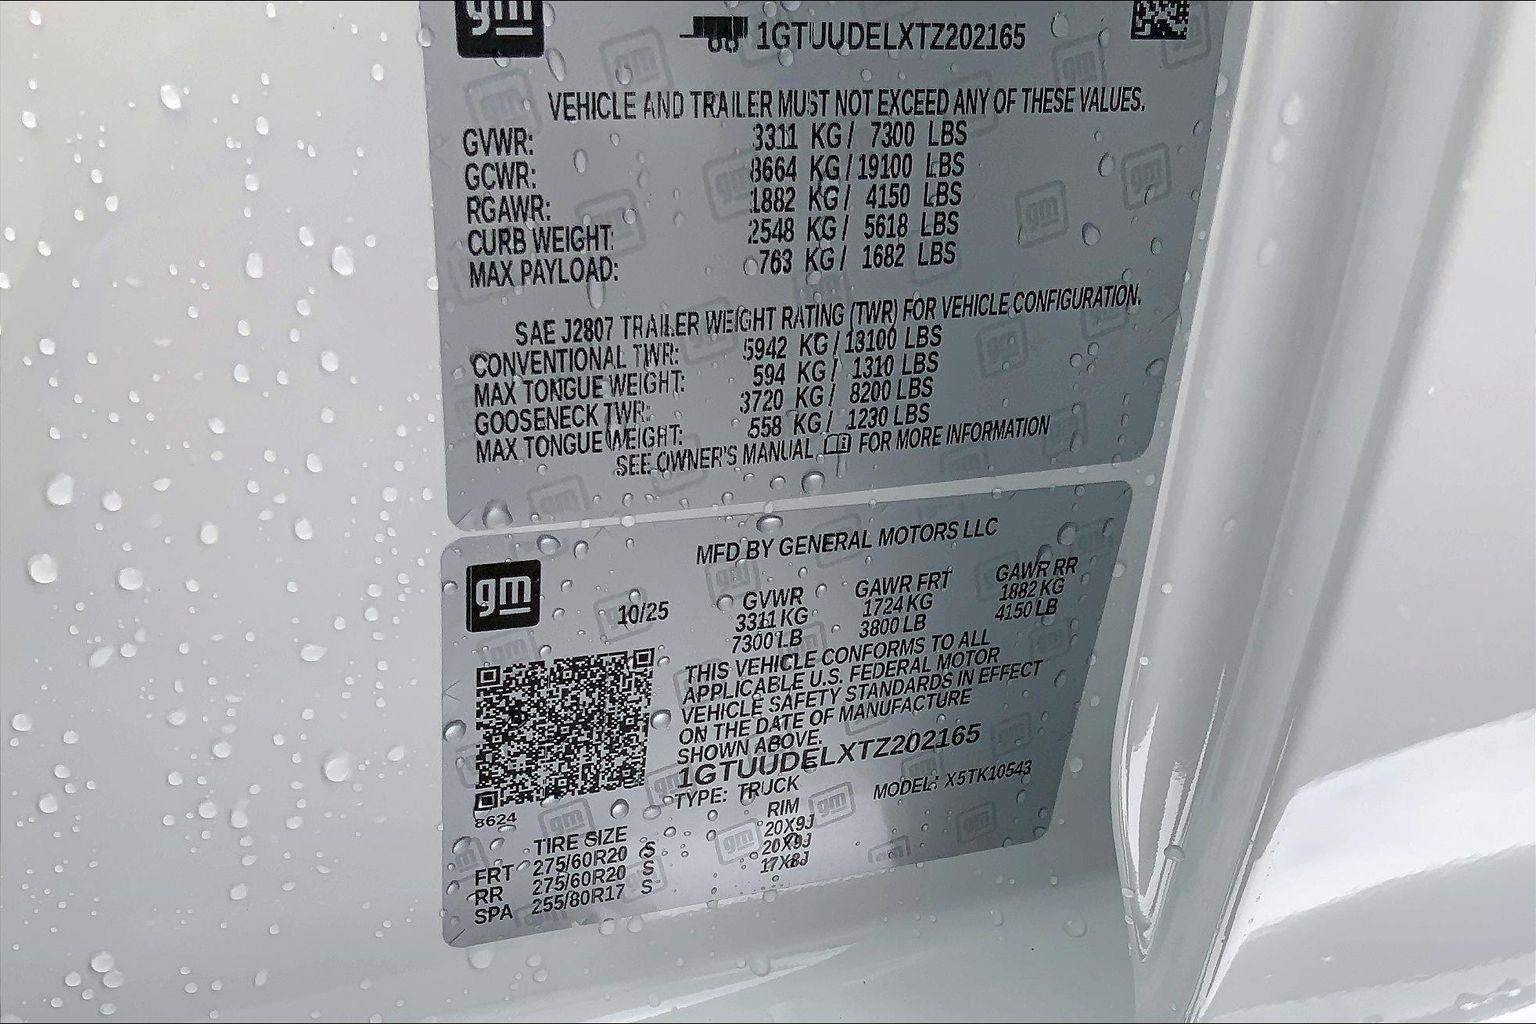 gm
1GTUUDELXTZ202165
VEHICLE AND TRAILER MUST NOT EXCEED ANY OF THESE VALUES.
GVWR: 3311 KG / 7300 LBS
GCWR: 8664 KG / 19100 LBS
RGAWR: 1882 KG / 4150 LBS
CURB WEIGHT: 2548 KG / 5618 LBS
MAX PAYLOAD: 763 KG / 1682 LBS
SAE J2807 TRAILER WEIGHT RATING (TWR) FOR VEHICLE CONFIGURATION.
CONVENTIONAL TWR: 5942 KG / 13100 LBS
MAX TONGUE WEIGHT: 594 KG / 1310 LBS
GOOSENECK TWR: 3720 KG / 8200 LBS
MAX TONGUE WEIGHT: 558 KG / 1230 LBS
SEE OWNER'S MANUAL FOR MORE INFORMATION
MFD BY GENERAL MOTORS LLC
gm
10/25
GVWR GAWR FRT GAWR RR
3311 KG 1724 KG 1882 KG
7300 LB 3800 LB 4150 LB
THIS VEHICLE CONFORMS TO ALL
APPLICABLE U.S. FEDERAL MOTOR
VEHICLE SAFETY STANDARDS IN EFFECT
ON THE DATE OF MANUFACTURE
SHOWN ABOVE.
1GTUUDELXTZ202165
TYPE: TRUCK MODEL: X5TK10543
8624
TIRE SIZE RIM
FRT 275/60R20 S 20X9J
RR 275/60R20 S 20X9J
SPA 255/80R17 S 17X8J